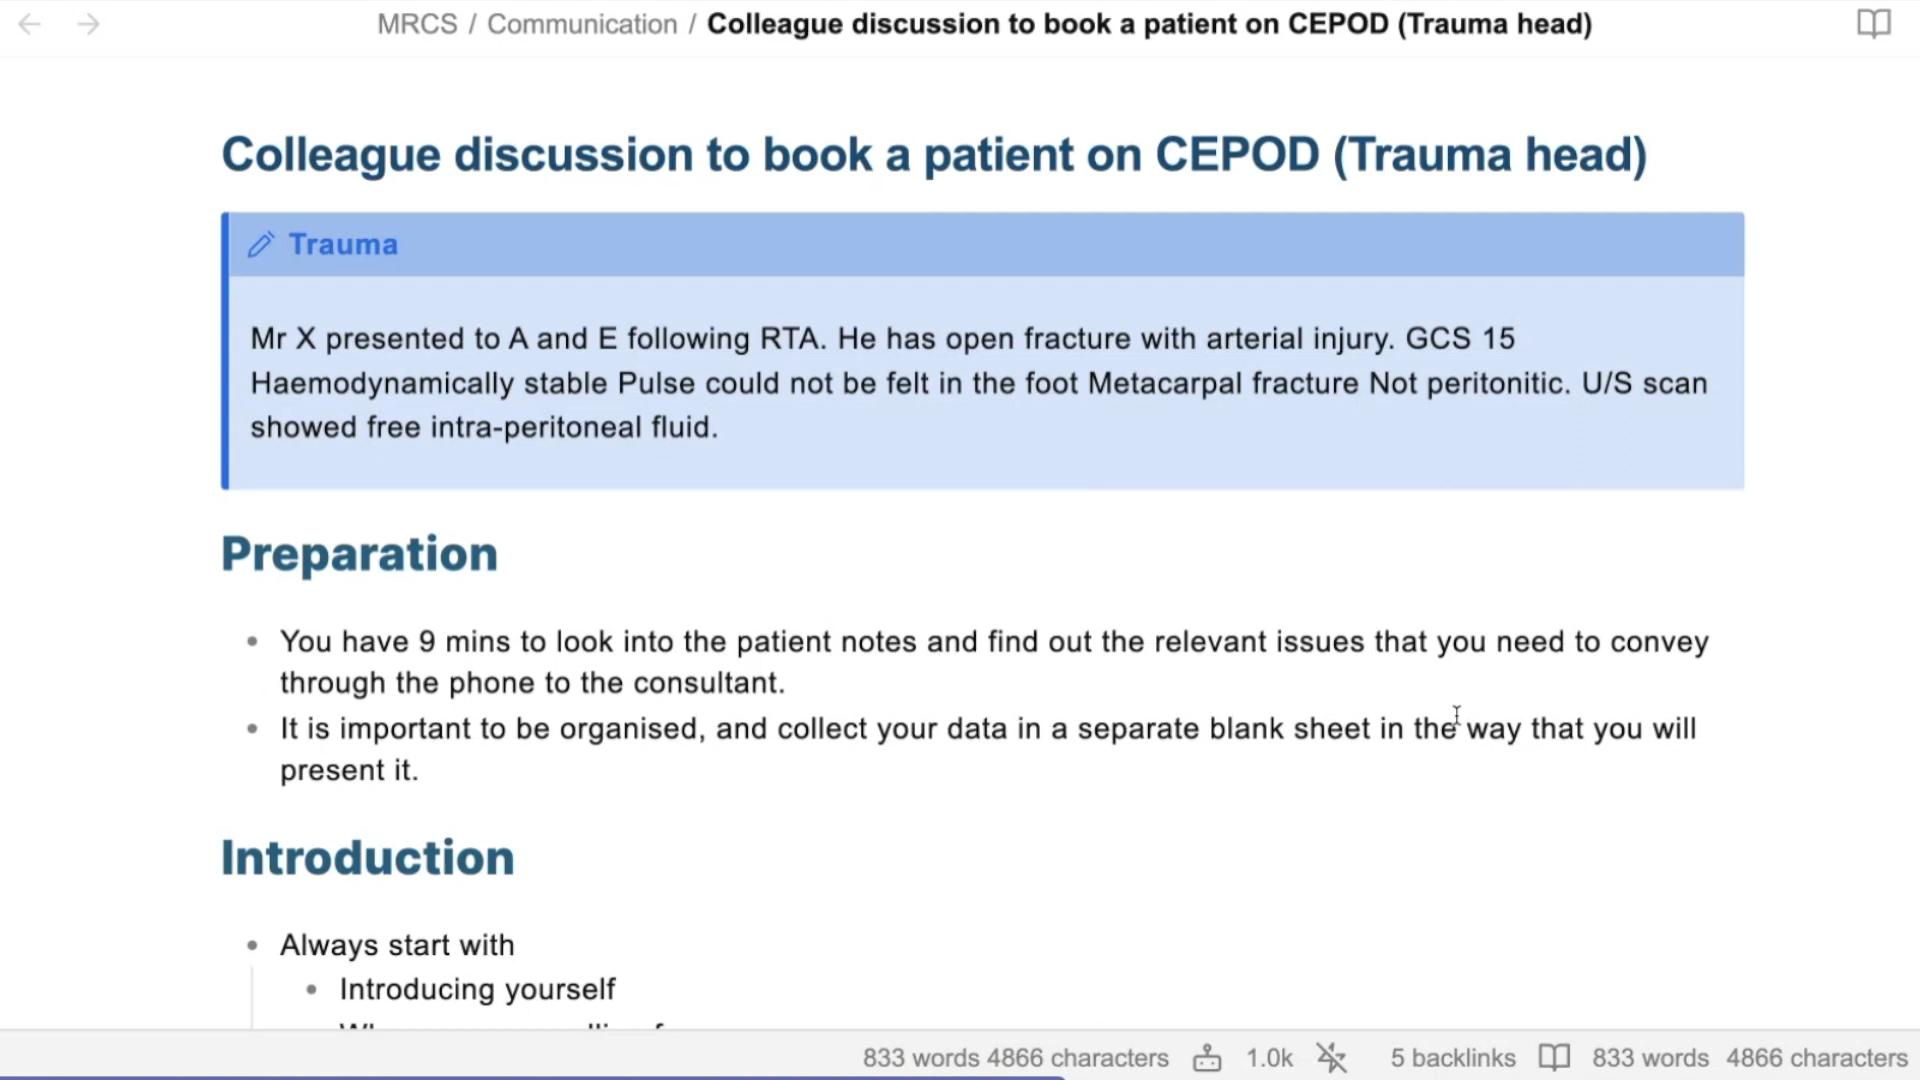 MRCS / Communication / Colleague discussion to book a patient on CEPOD (Trauma head)
Colleague discussion to book a patient on CEPOD (Trauma head)
Trauma
Mr X presented to A and E following RTA. He has open fracture with arterial injury. GCS 15
Haemodynamically stable Pulse could not be felt in the foot Metacarpal fracture Not peritonitic. U/S scan
showed free intra-peritoneal fluid.
Preparation
• You have 9 mins to look into the patient notes and find out the relevant issues that you need to convey
through the phone to the consultant.
• It is important to be organised, and collect your data in a separate blank sheet in the way that you will
present it.
Introduction
• Always start with
• Introducing yourself
833 words 4866 characters 1.0k 5 backlinks 833 words 4866 characters